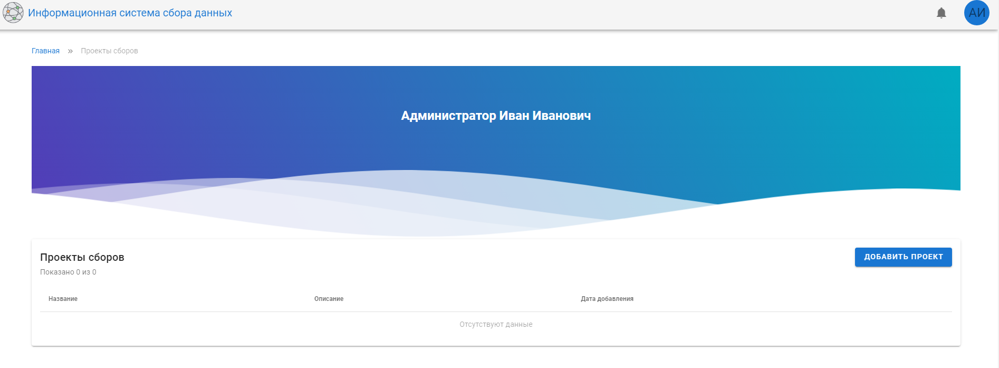 Информационная система сбора данных
АИ
Главная » Проекты сборов
Администратор Иван Иванович
Проекты сборов
ДОБАВИТЬ ПРОЕКТ
Показано 0 из 0
Название Описание Дата добавления
Отсутствуют данные